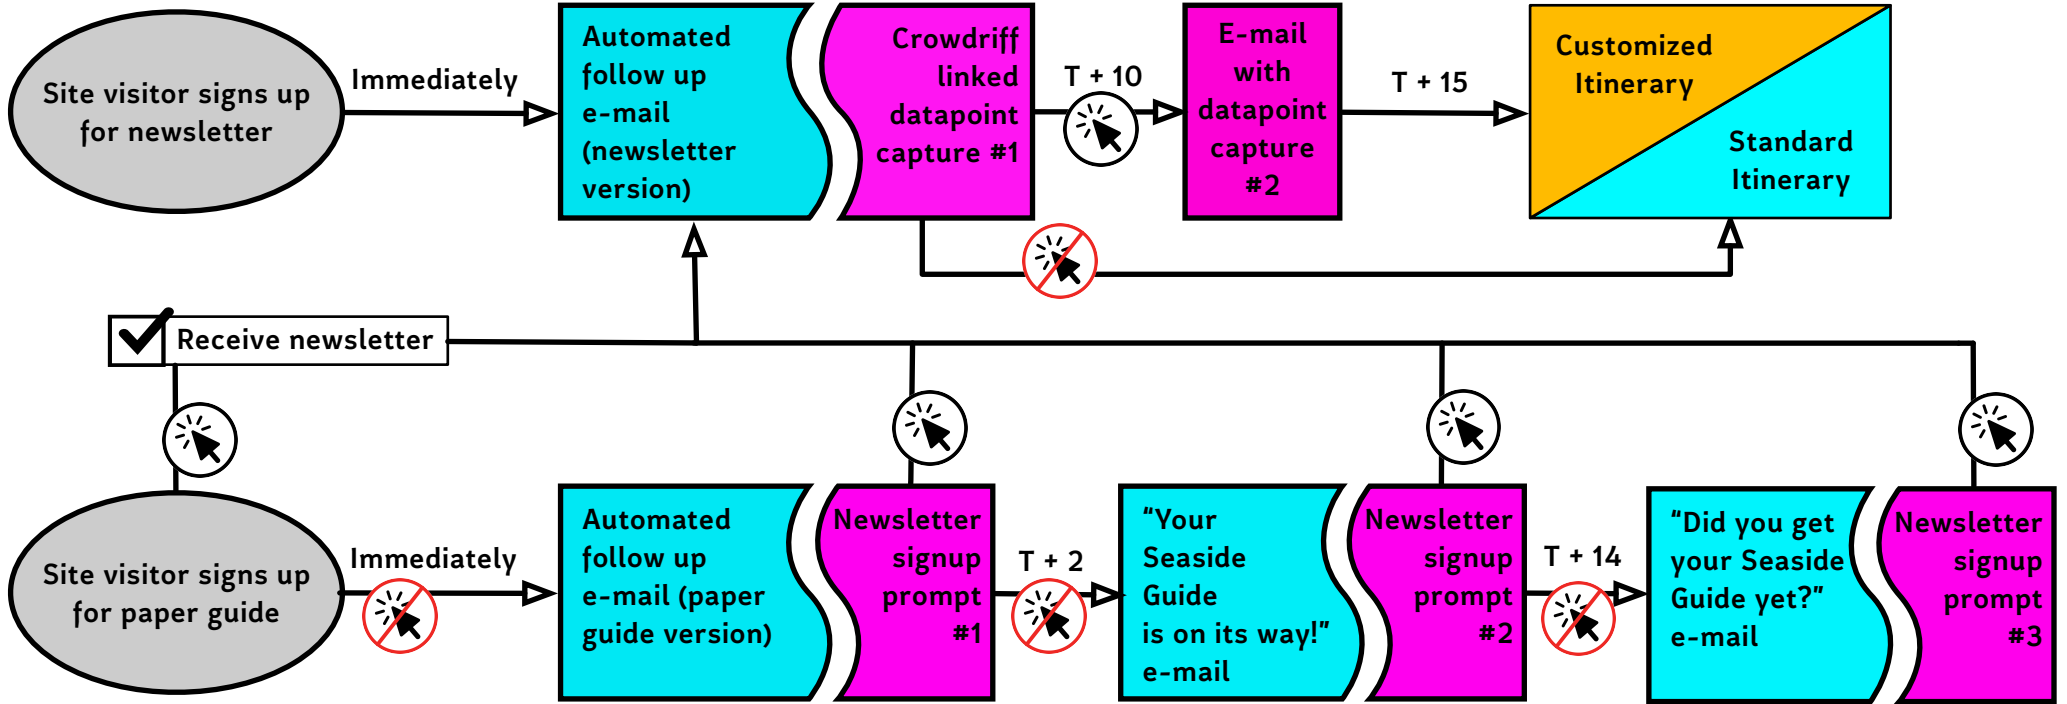 Site visitor signs up
for newsletter
Immediately
Automated
follow up
e-mail
(newsletter
version)
Crowdriff
linked
datapoint
capture #1
T + 10
E-mail
with
datapoint
capture
#2
T + 15
Customized
Itinerary
Standard
Itinerary
Receive newsletter
Site visitor signs up
for paper guide
Immediately
Automated
follow up
e-mail (paper
guide version)
Newsletter
signup
prompt
#1
T + 2
“Your
Seaside
Guide
is on its way!”
e-mail
Newsletter
signup
prompt
#2
T + 14
“Did you get
your Seaside
Guide yet?”
e-mail
Newsletter
signup
prompt
#3